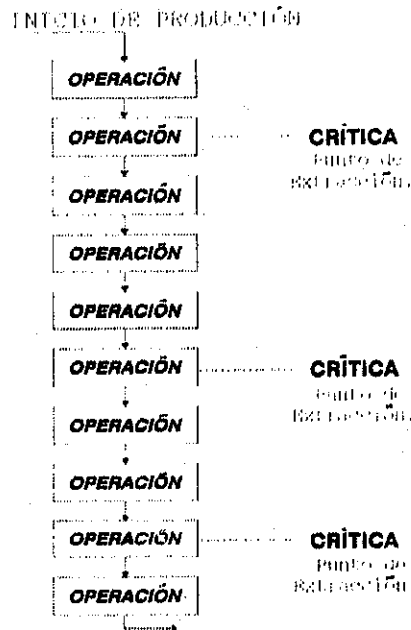 INICIO DE PRODUCCIÓN
OPERACIÓN
OPERACIÓN CRÍTICA
Punto de
Extracción.
OPERACIÓN
OPERACIÓN
OPERACIÓN
OPERACIÓN CRÍTICA
Punto de
Extracción.
OPERACIÓN
OPERACIÓN
OPERACIÓN CRÍTICA
Punto de
Extracción
OPERACIÓN